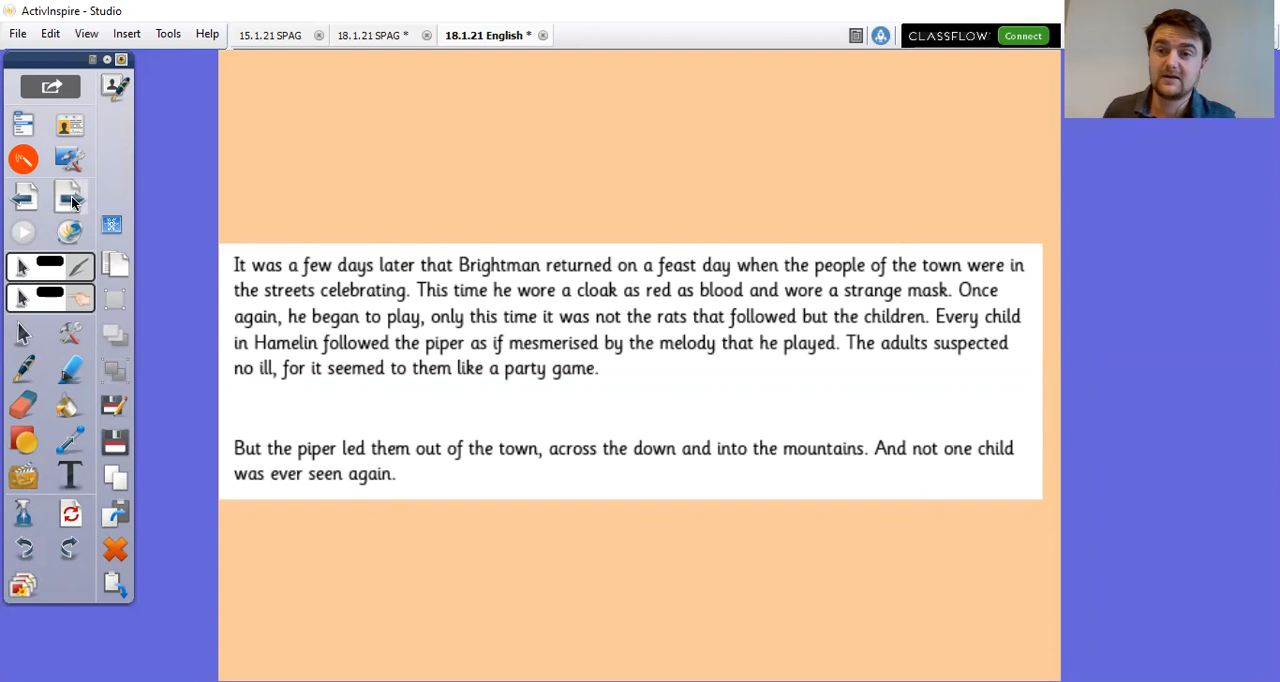 ActivInspire - Studio
File Edit View Insert Tools Help
15.1.21 SPAG
18.1.21 SPAG *
18.1.21 English *
CLASSFLOW
Connect
It was a few days later that Brightman returned on a feast day when the people of the town were in
the streets celebrating. This time he wore a cloak as red as blood and wore a strange mask. Once
again, he began to play, only this time it was not the rats that followed but the children. Every child
in Hamelin followed the piper as if mesmerised by the melody that he played. The adults suspected
no ill, for it seemed to them like a party game.
But the piper led them out of the town, across the down and into the mountains. And not one child
was ever seen again.